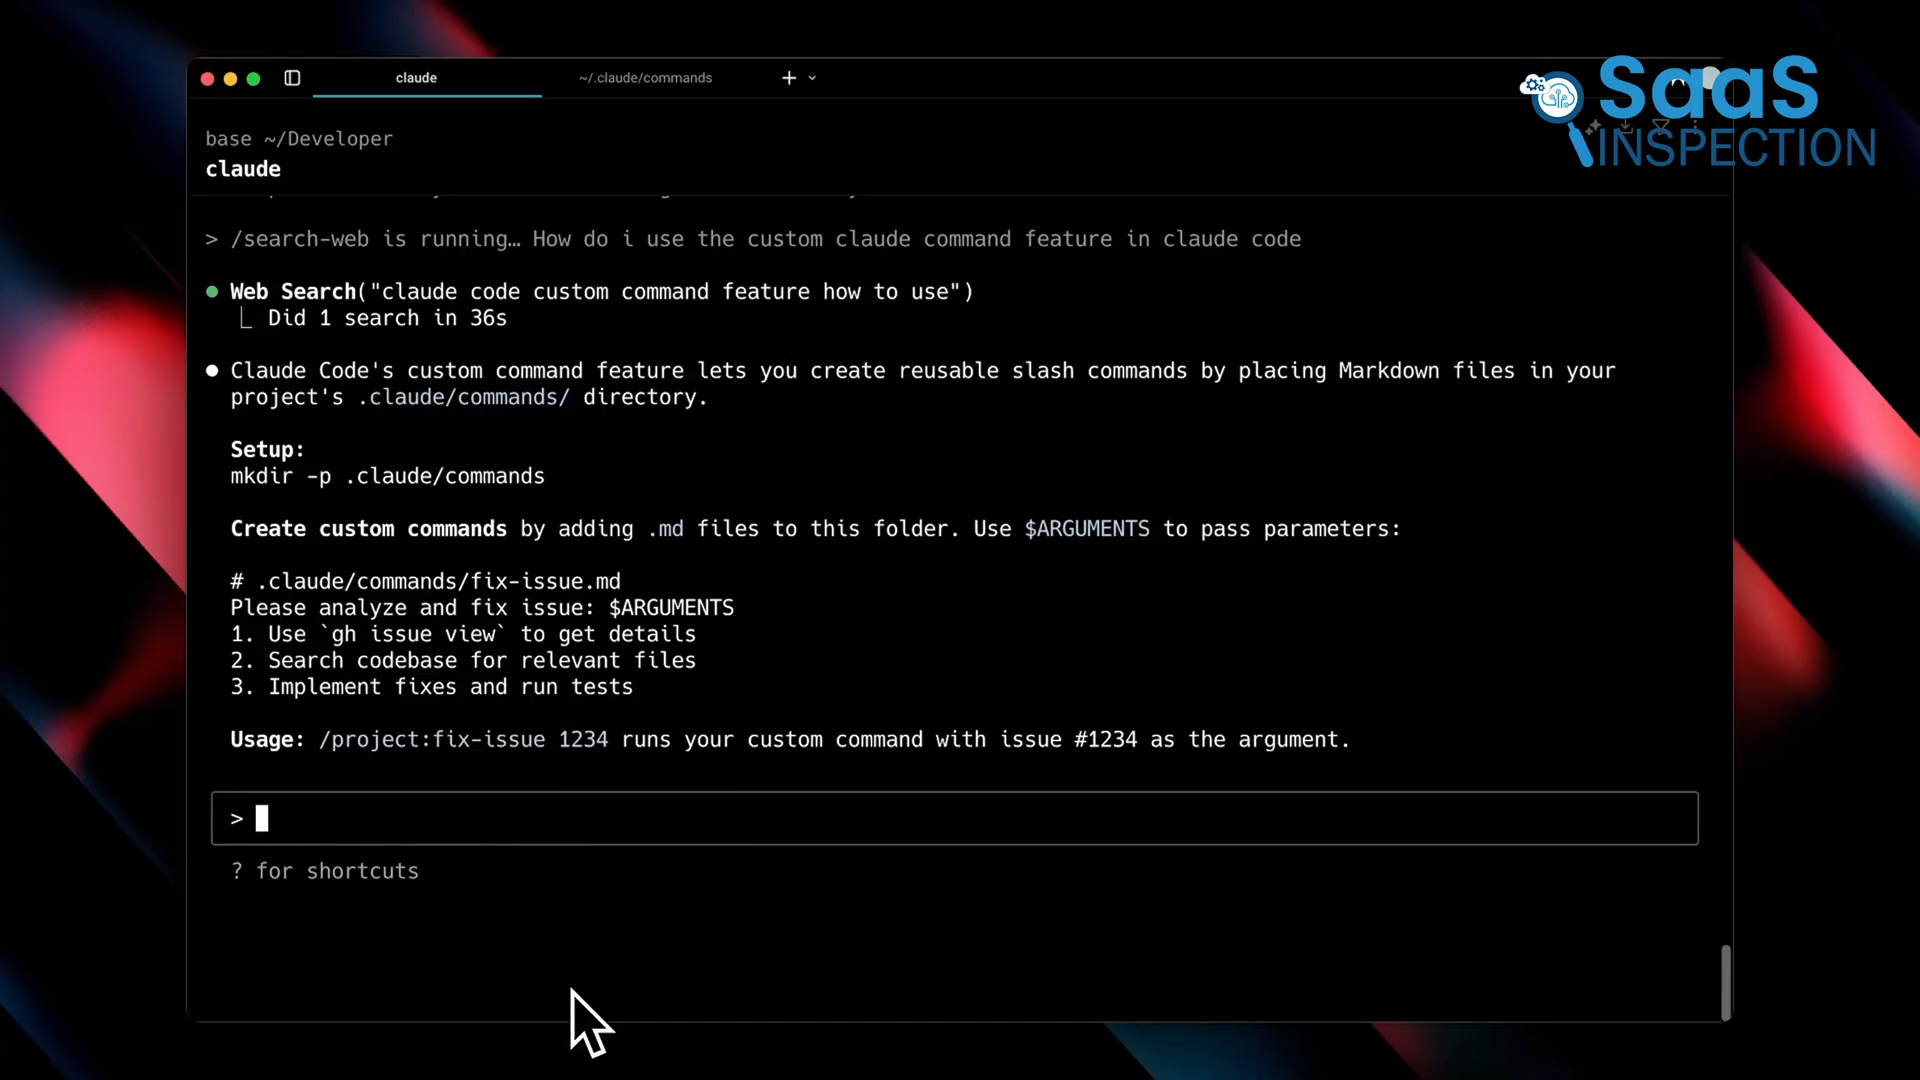 claude
~/.claude/commands
SaaS
INSPECTION
base ~/Developer
claude
> /search-web is running… How do i use the custom claude command feature in claude code
Web Search("claude code custom command feature how to use")
Did 1 search in 36s
Claude Code's custom command feature lets you create reusable slash commands by placing Markdown files in your
project's .claude/commands/ directory.
Setup:
mkdir -p .claude/commands
Create custom commands by adding .md files to this folder. Use $ARGUMENTS to pass parameters:
# .claude/commands/fix-issue.md
Please analyze and fix issue: $ARGUMENTS
1. Use `gh issue view` to get details
2. Search codebase for relevant files
3. Implement fixes and run tests
Usage: /project:fix-issue 1234 runs your custom command with issue #1234 as the argument.
>
? for shortcuts